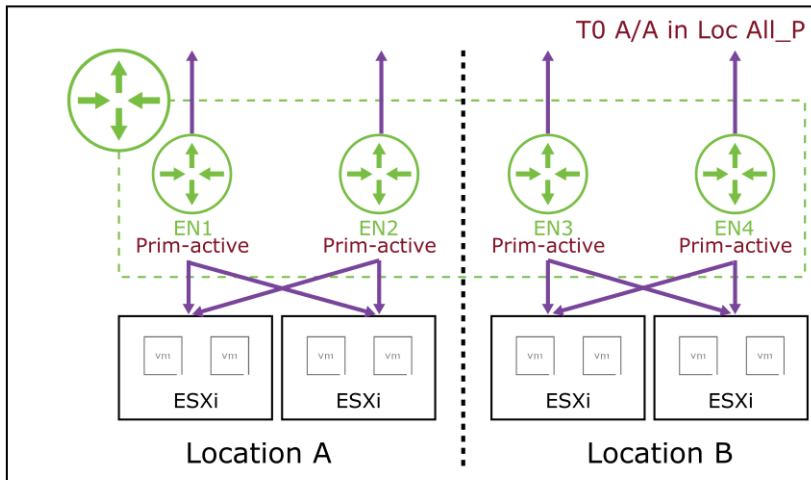 T0 A/A in Loc All_P
EN1 EN2 EN3 EN4
Prim-active Prim-active Prim-active Prim-active
vm vm vm vm vm vm vm vm
ESXi ESXi ESXi ESXi
Location A Location B